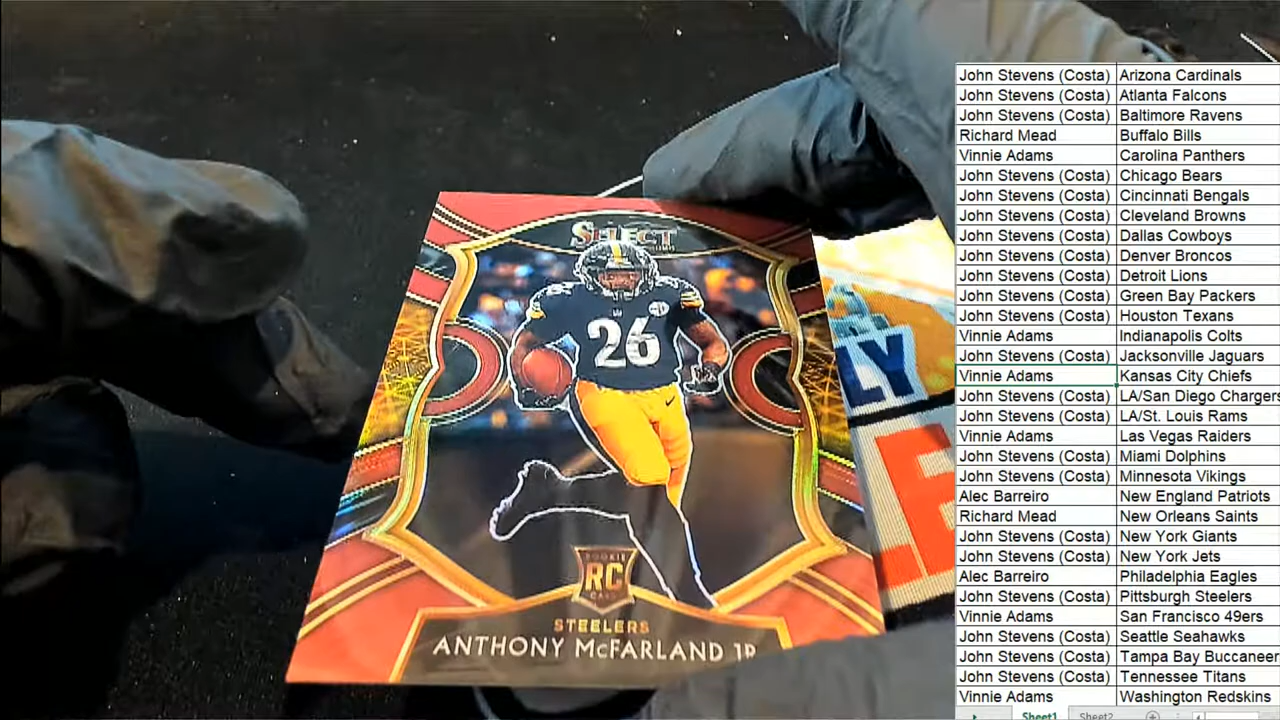 SELECT
26
ROOKIE
RC
CARD
STEELERS
ANTHONY McFARLAND JR
LY
John Stevens (Costa) Arizona Cardinals
John Stevens (Costa) Atlanta Falcons
John Stevens (Costa) Baltimore Ravens
Richard Mead Buffalo Bills
Vinnie Adams Carolina Panthers
John Stevens (Costa) Chicago Bears
John Stevens (Costa) Cincinnati Bengals
John Stevens (Costa) Cleveland Browns
John Stevens (Costa) Dallas Cowboys
John Stevens (Costa) Denver Broncos
John Stevens (Costa) Detroit Lions
John Stevens (Costa) Green Bay Packers
John Stevens (Costa) Houston Texans
Vinnie Adams Indianapolis Colts
John Stevens (Costa) Jacksonville Jaguars
Vinnie Adams Kansas City Chiefs
John Stevens (Costa) LA/San Diego Chargers
John Stevens (Costa) LA/St. Louis Rams
Vinnie Adams Las Vegas Raiders
John Stevens (Costa) Miami Dolphins
John Stevens (Costa) Minnesota Vikings
Alec Barreiro New England Patriots
Richard Mead New Orleans Saints
John Stevens (Costa) New York Giants
John Stevens (Costa) New York Jets
Alec Barreiro Philadelphia Eagles
John Stevens (Costa) Pittsburgh Steelers
Vinnie Adams San Francisco 49ers
John Stevens (Costa) Seattle Seahawks
John Stevens (Costa) Tampa Bay Buccaneer
John Stevens (Costa) Tennessee Titans
Vinnie Adams Washington Redskins
Sheet1 Sheet2